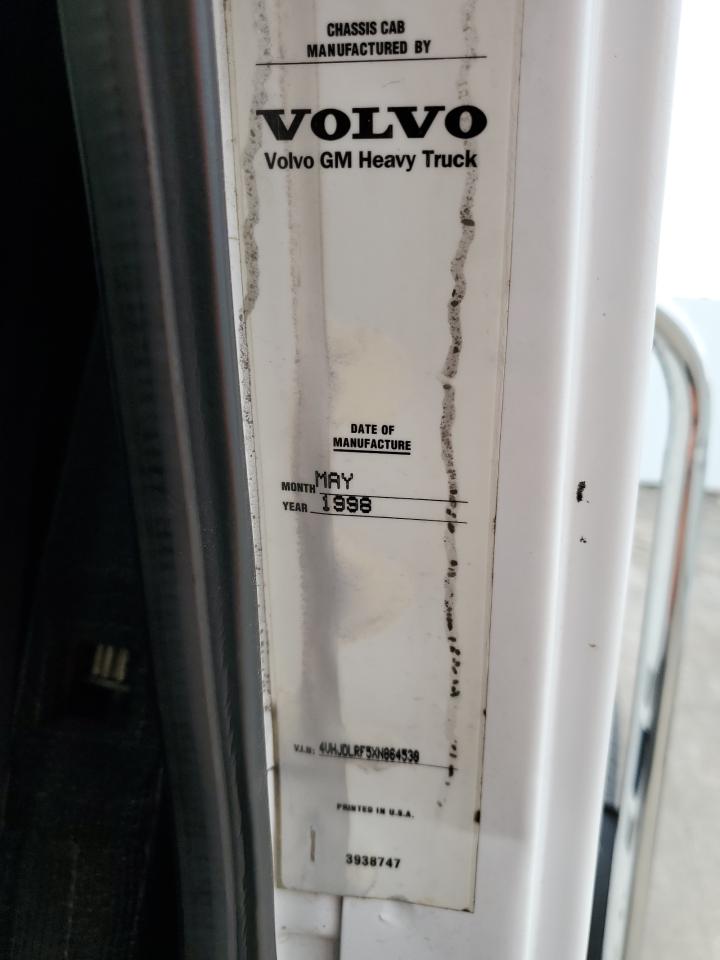 CHASSIS CAB
MANUFACTURED BY
VOLVO
Volvo GM Heavy Truck
DATE OF
MANUFACTURE
MONTH MAY
YEAR 1998
V.I.N: 4VHJDLRF5XN864530
PRINTED IN U.S.A.
3938747